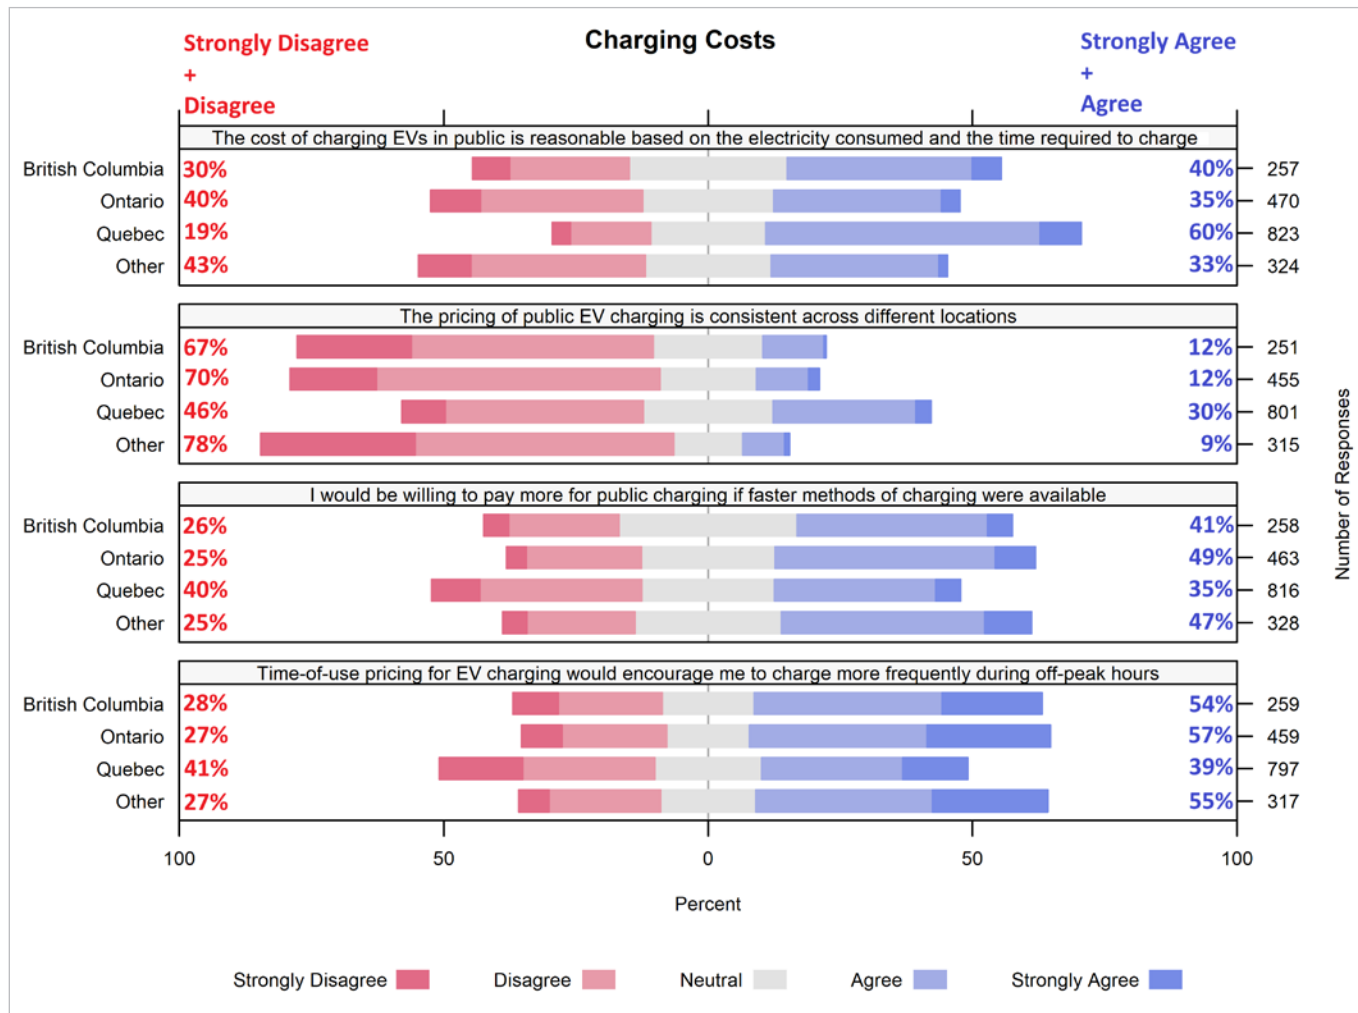 Charging Costs
Strongly Disagree
+
Disagree
Strongly Agree
+
Agree
The cost of charging EVs in public is reasonable based on the electricity consumed and the time required to charge
British Columbia 30% 40% 257
Ontario 40% 35% 470
Quebec 19% 60% 823
Other 43% 33% 324
The pricing of public EV charging is consistent across different locations
British Columbia 67% 12% 251
Ontario 70% 12% 455
Quebec 46% 30% 801
Other 78% 9% 315
I would be willing to pay more for public charging if faster methods of charging were available
British Columbia 26% 41% 258
Ontario 25% 49% 463
Quebec 40% 35% 816
Other 25% 47% 328
Time-of-use pricing for EV charging would encourage me to charge more frequently during off-peak hours
British Columbia 28% 54% 259
Ontario 27% 57% 459
Quebec 41% 39% 797
Other 27% 55% 317
Number of Responses
100 50 0 50 100
Percent
Strongly Disagree Disagree Neutral Agree Strongly Agree